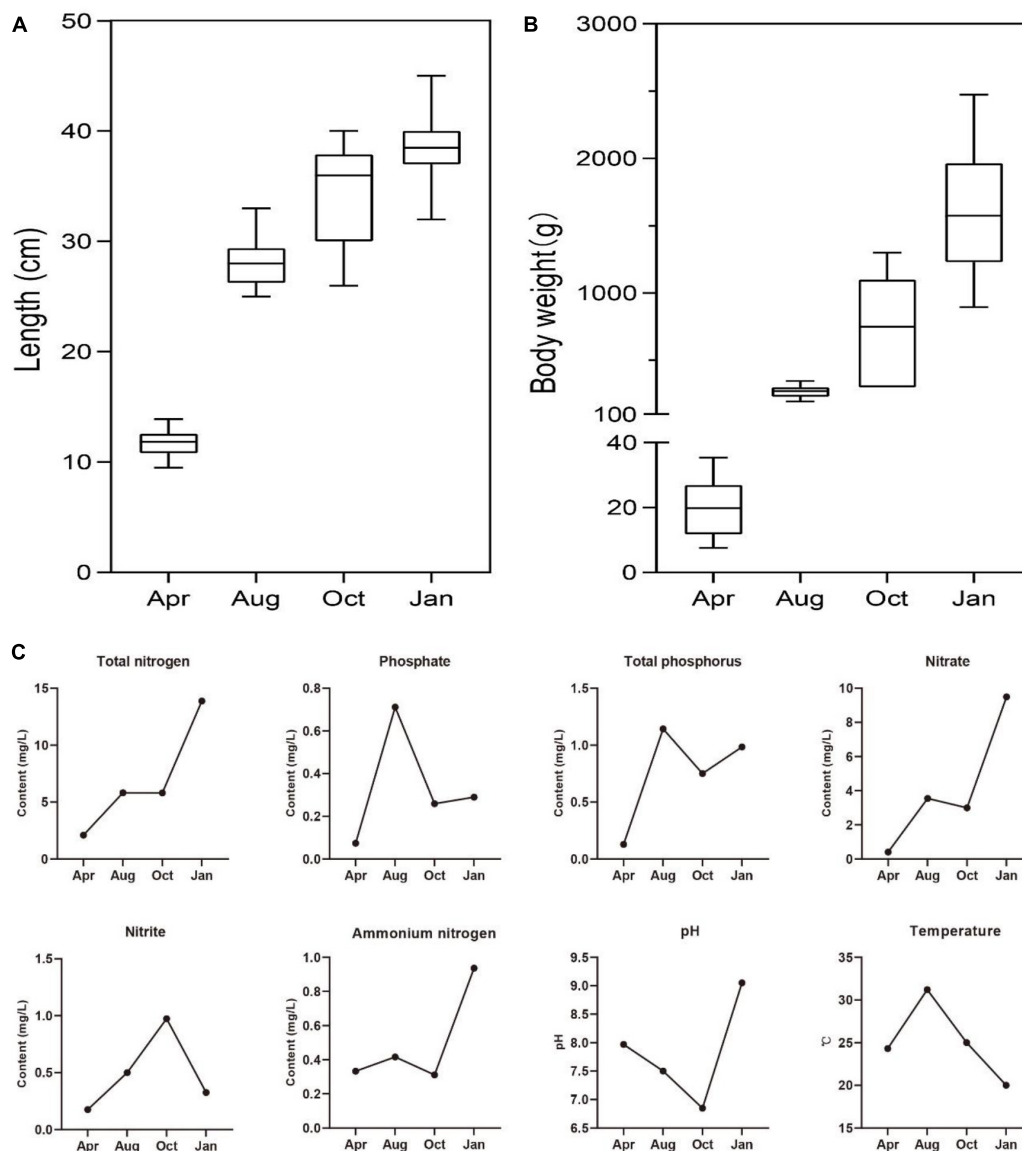 A
Length (cm)
50
40
30
20
10
0
Apr Aug Oct Jan
B
Body weight(g)
3000
2000
1000
100
40
20
0
Apr Aug Oct Jan
C
Total nitrogen
Content (mg/L)
15
10
5
0
Apr Aug Oct Jan
Phosphate
Content (mg/L)
0.8
0.6
0.4
0.2
0.0
Apr Aug Oct Jan
Total phosphorus
Content (mg/L)
1.5
1.0
0.5
0.0
Apr Aug Oct Jan
Nitrate
Content (mg/L)
10
8
6
4
2
0
Apr Aug Oct Jan
Nitrite
Content (mg/L)
1.5
1.0
0.5
0.0
Apr Aug Oct Jan
Ammonium nitrogen
Content (mg/L)
1.0
0.8
0.6
0.4
0.2
0.0
Apr Aug Oct Jan
pH
pH
9.5
9.0
8.5
8.0
7.5
7.0
6.5
Apr Aug Oct Jan
Temperature
℃
35
30
25
20
15
Apr Aug Oct Jan